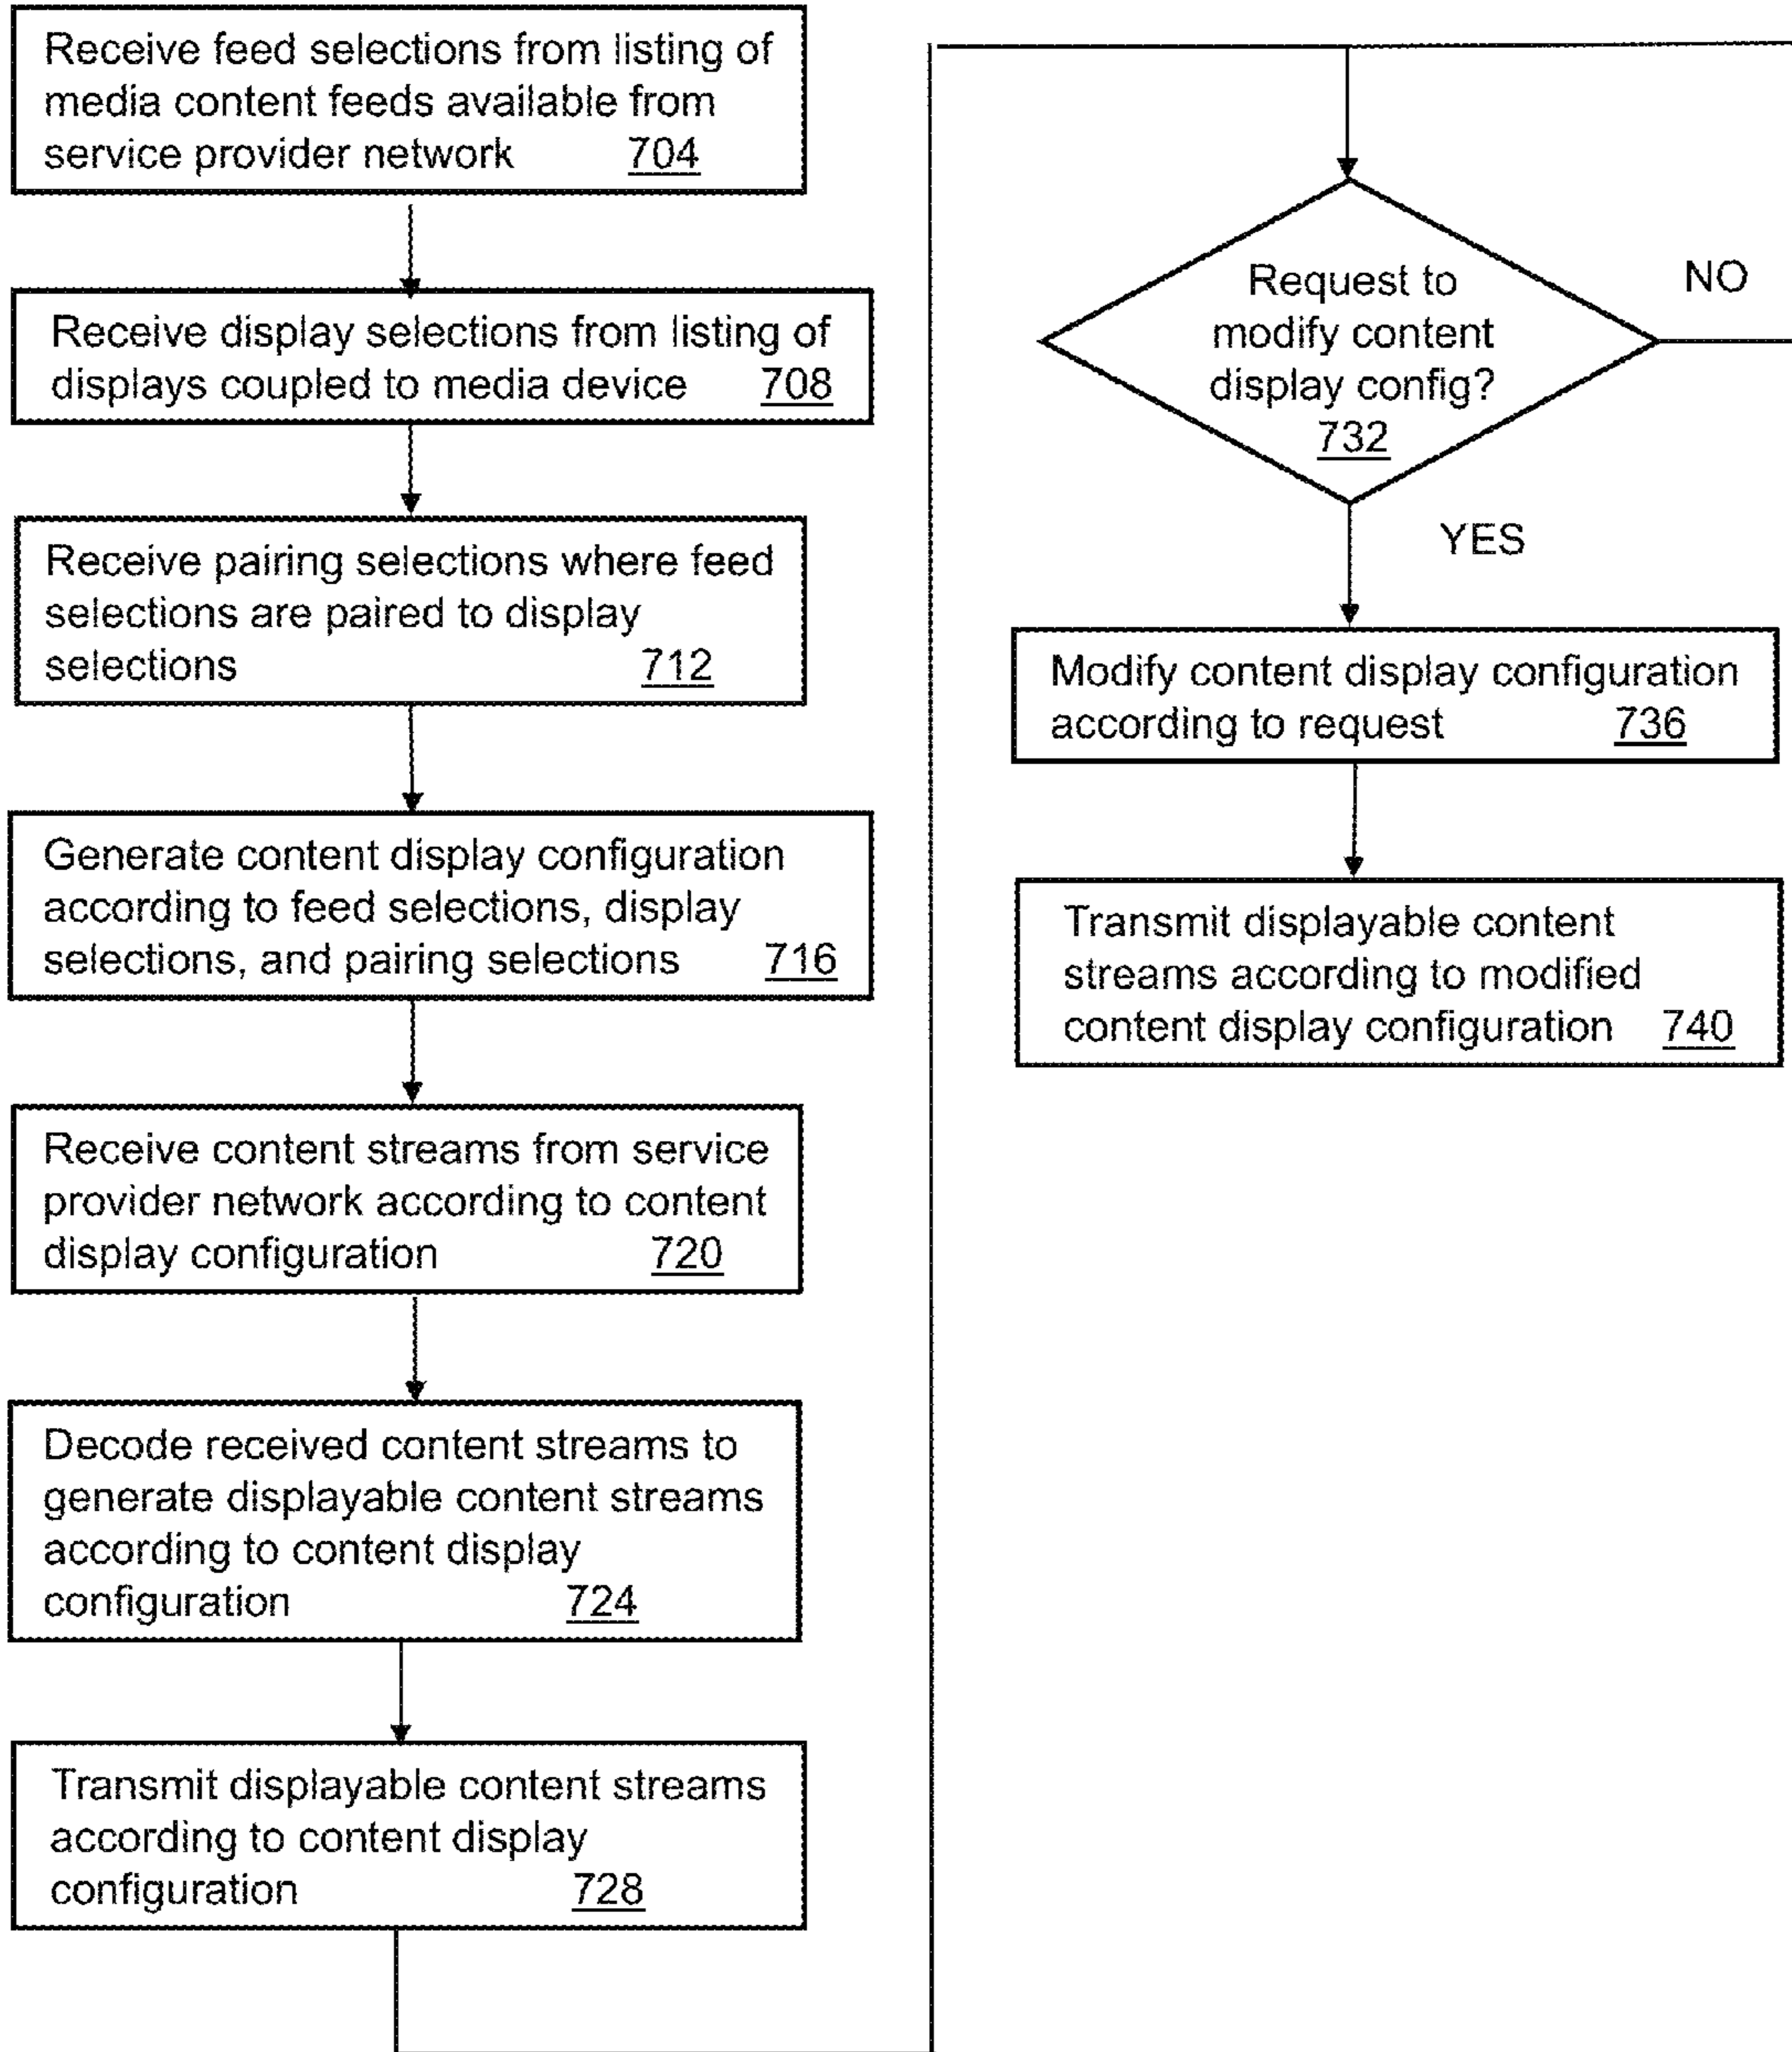 Receive feed selections from listing of
media content feeds available from
service provider network 704
Receive display selections from listing of
displays coupled to media device 708
Receive pairing selections where feed
selections are paired to display
selections 712
Generate content display configuration
according to feed selections, display
selections, and pairing selections 716
Receive content streams from service
provider network according to content
display configuration 720
Decode received content streams to
generate displayable content streams
according to content display
configuration 724
Transmit displayable content streams
according to content display
configuration 728
Request to
modify content
display config?
732
NO
YES
Modify content display configuration
according to request 736
Transmit displayable content
streams according to modified
content display configuration 740